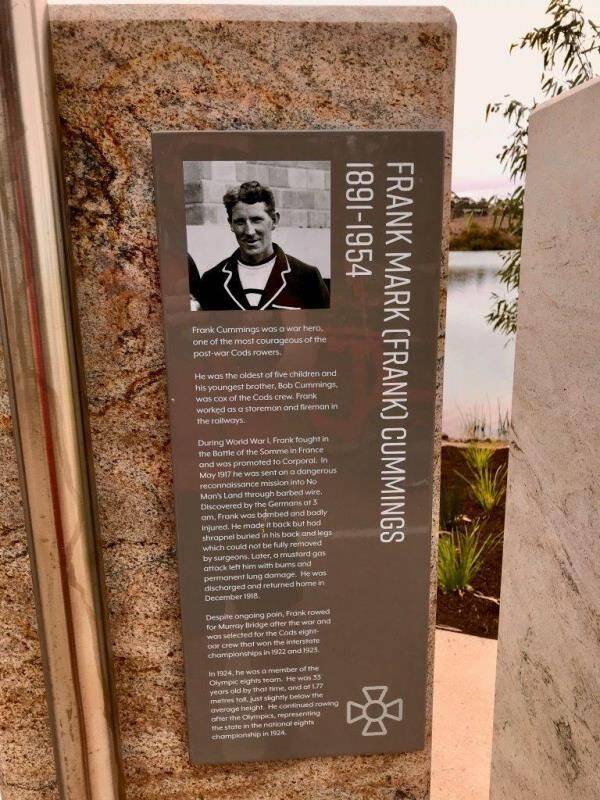 FRANK MARK (FRANK) CUMMINGS
1891-1954
Frank Cummings was a war hero,
one of the most courageous of the
post-war Cods rowers.
He was the oldest of five children and
his youngest brother, Bob Cummings,
was cox of the Cods crew. Frank
worked as a storeman and fireman in
the railways.
During World War I, Frank fought in
the Battle of the Somme in France
and was promoted to Corporal. In
May 1917 he was sent on a dangerous
reconnaissance mission into No
Man's Land through barbed wire.
Discovered by the Germans at 3
am, Frank was bombed and badly
injured. He made it back but had
shrapnel buried in his back and legs
which could not be fully removed
by surgeons. Later, a mustard gas
attack left him with burns and
permanent lung damage. He was
discharged and returned home in
December 1918.
Despite ongoing pain, Frank rowed
for Murray Bridge after the war and
was selected for the Cods eight-
oar crew that won the interstate
championships in 1922 and 1923.
In 1924, he was a member of the
Olympic eights team. He was 33
years old by that time, and at 1.77
metres tall, just slightly below the
average height. He continued rowing
after the Olympics, representing
the state in the national eights
championship in 1924.